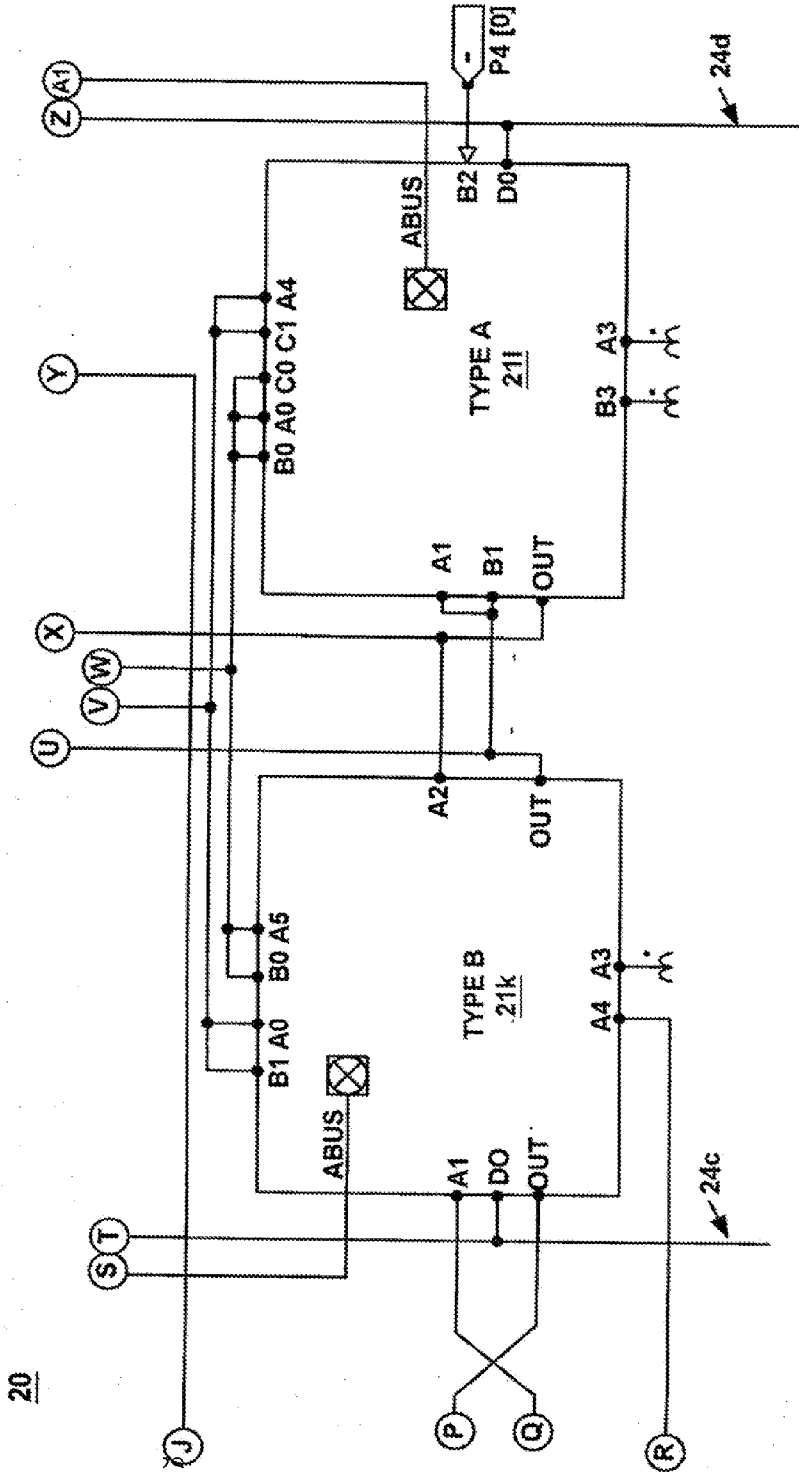 20
U X Y Z A1
S T V W
J
B1 A0 B0 A5
B0 A0 C0 C1 A4
ABUS
ABUS
A1 A2 A1
P
B2
TYPE B
TYPE A
P4 [0]
DO B1 D0
21k
21l
Q OUT OUT OUT
A4 A3
B3 A3
R
24c
24d